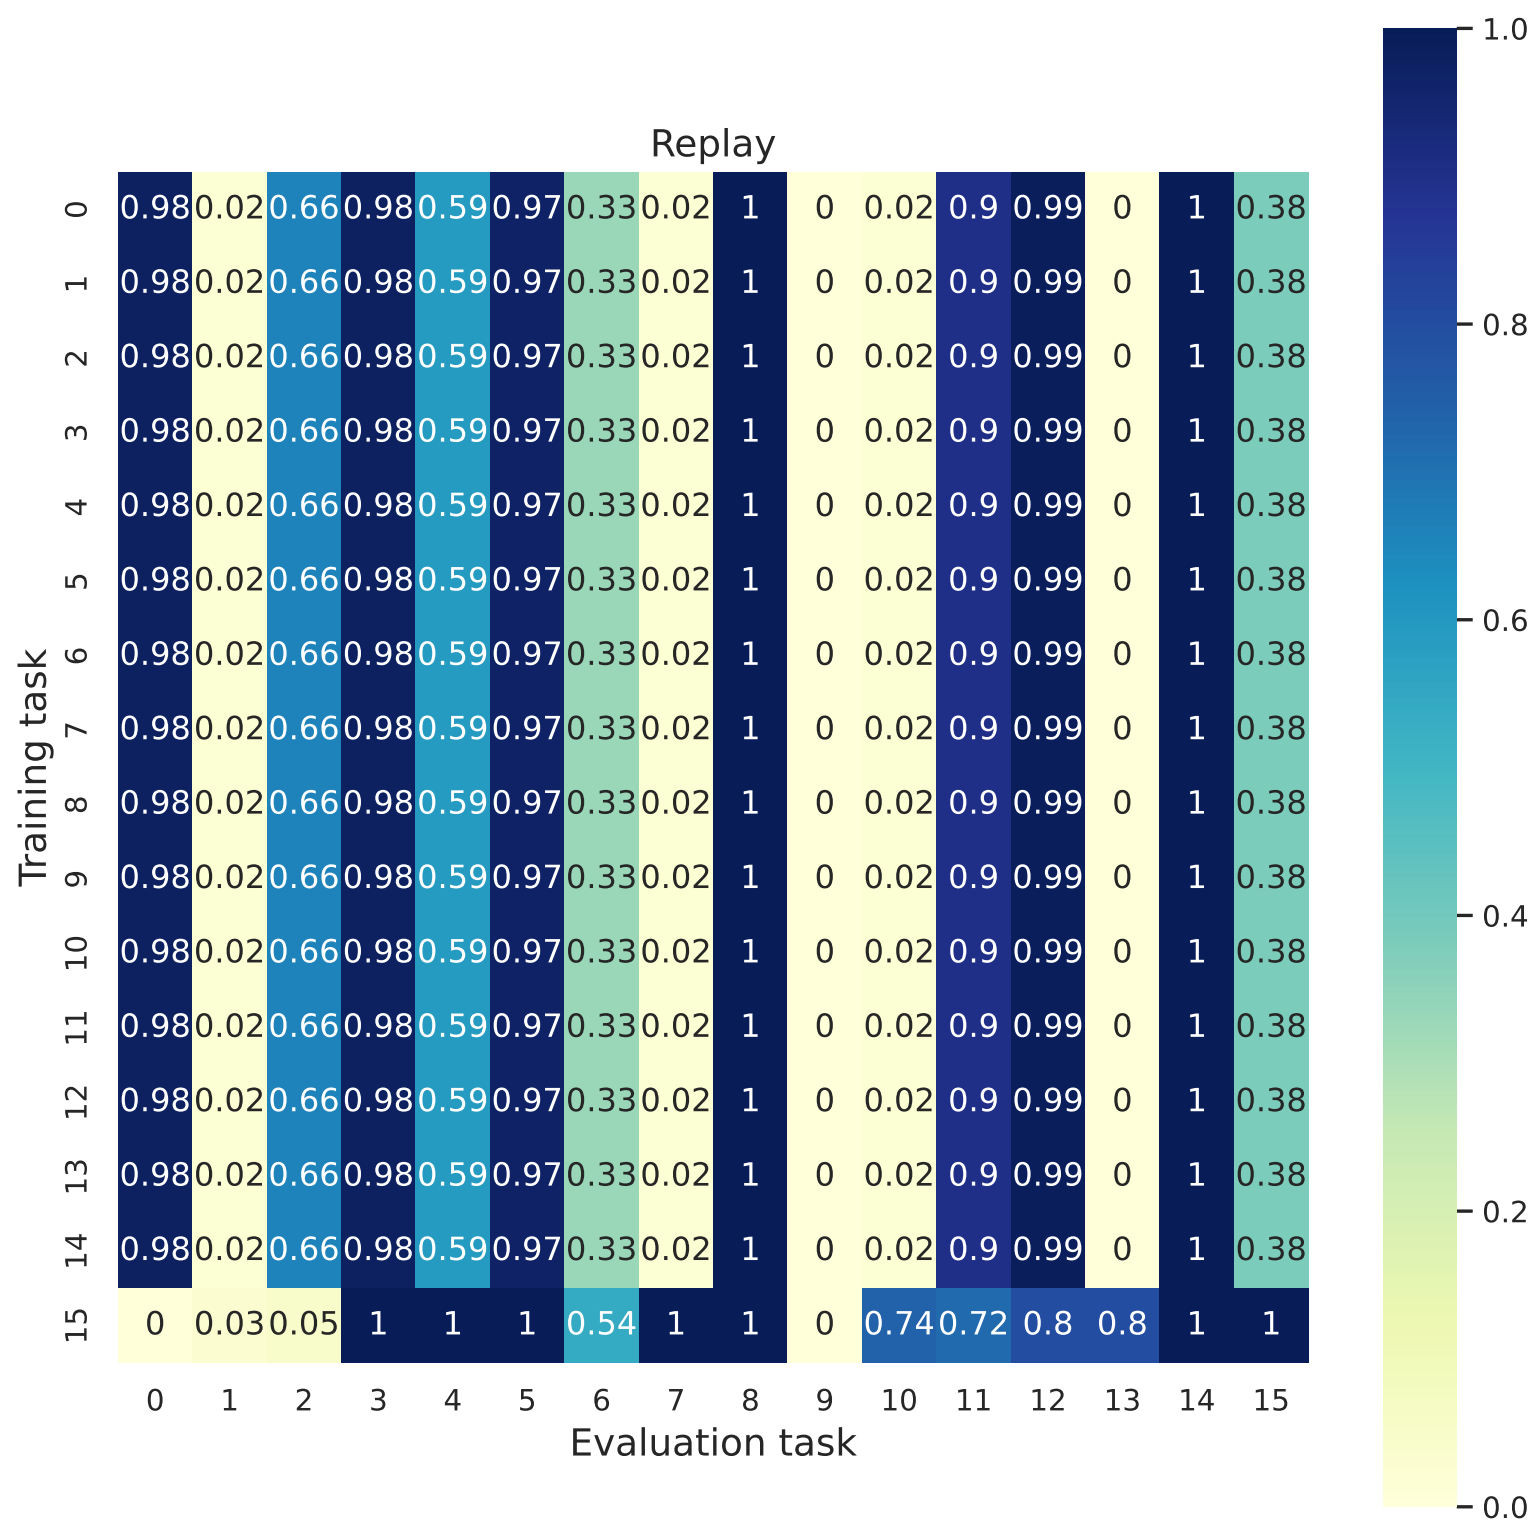 Replay
0 0.98 0.02 0.66 0.98 0.59 0.97 0.33 0.02 1 0 0.02 0.9 0.99 0 1 0.38
1 0.98 0.02 0.66 0.98 0.59 0.97 0.33 0.02 1 0 0.02 0.9 0.99 0 1 0.38
2 0.98 0.02 0.66 0.98 0.59 0.97 0.33 0.02 1 0 0.02 0.9 0.99 0 1 0.38
3 0.98 0.02 0.66 0.98 0.59 0.97 0.33 0.02 1 0 0.02 0.9 0.99 0 1 0.38
4 0.98 0.02 0.66 0.98 0.59 0.97 0.33 0.02 1 0 0.02 0.9 0.99 0 1 0.38
5 0.98 0.02 0.66 0.98 0.59 0.97 0.33 0.02 1 0 0.02 0.9 0.99 0 1 0.38
6 0.98 0.02 0.66 0.98 0.59 0.97 0.33 0.02 1 0 0.02 0.9 0.99 0 1 0.38
7 0.98 0.02 0.66 0.98 0.59 0.97 0.33 0.02 1 0 0.02 0.9 0.99 0 1 0.38
8 0.98 0.02 0.66 0.98 0.59 0.97 0.33 0.02 1 0 0.02 0.9 0.99 0 1 0.38
9 0.98 0.02 0.66 0.98 0.59 0.97 0.33 0.02 1 0 0.02 0.9 0.99 0 1 0.38
10 0.98 0.02 0.66 0.98 0.59 0.97 0.33 0.02 1 0 0.02 0.9 0.99 0 1 0.38
11 0.98 0.02 0.66 0.98 0.59 0.97 0.33 0.02 1 0 0.02 0.9 0.99 0 1 0.38
12 0.98 0.02 0.66 0.98 0.59 0.97 0.33 0.02 1 0 0.02 0.9 0.99 0 1 0.38
13 0.98 0.02 0.66 0.98 0.59 0.97 0.33 0.02 1 0 0.02 0.9 0.99 0 1 0.38
14 0.98 0.02 0.66 0.98 0.59 0.97 0.33 0.02 1 0 0.02 0.9 0.99 0 1 0.38
15 0 0.03 0.05 1 1 1 0.54 1 1 0 0.74 0.72 0.8 0.8 1 1
0 1 2 3 4 5 6 7 8 9 10 11 12 13 14 15
Evaluation task
Training task
1.0
0.8
0.6
0.4
0.2
0.0